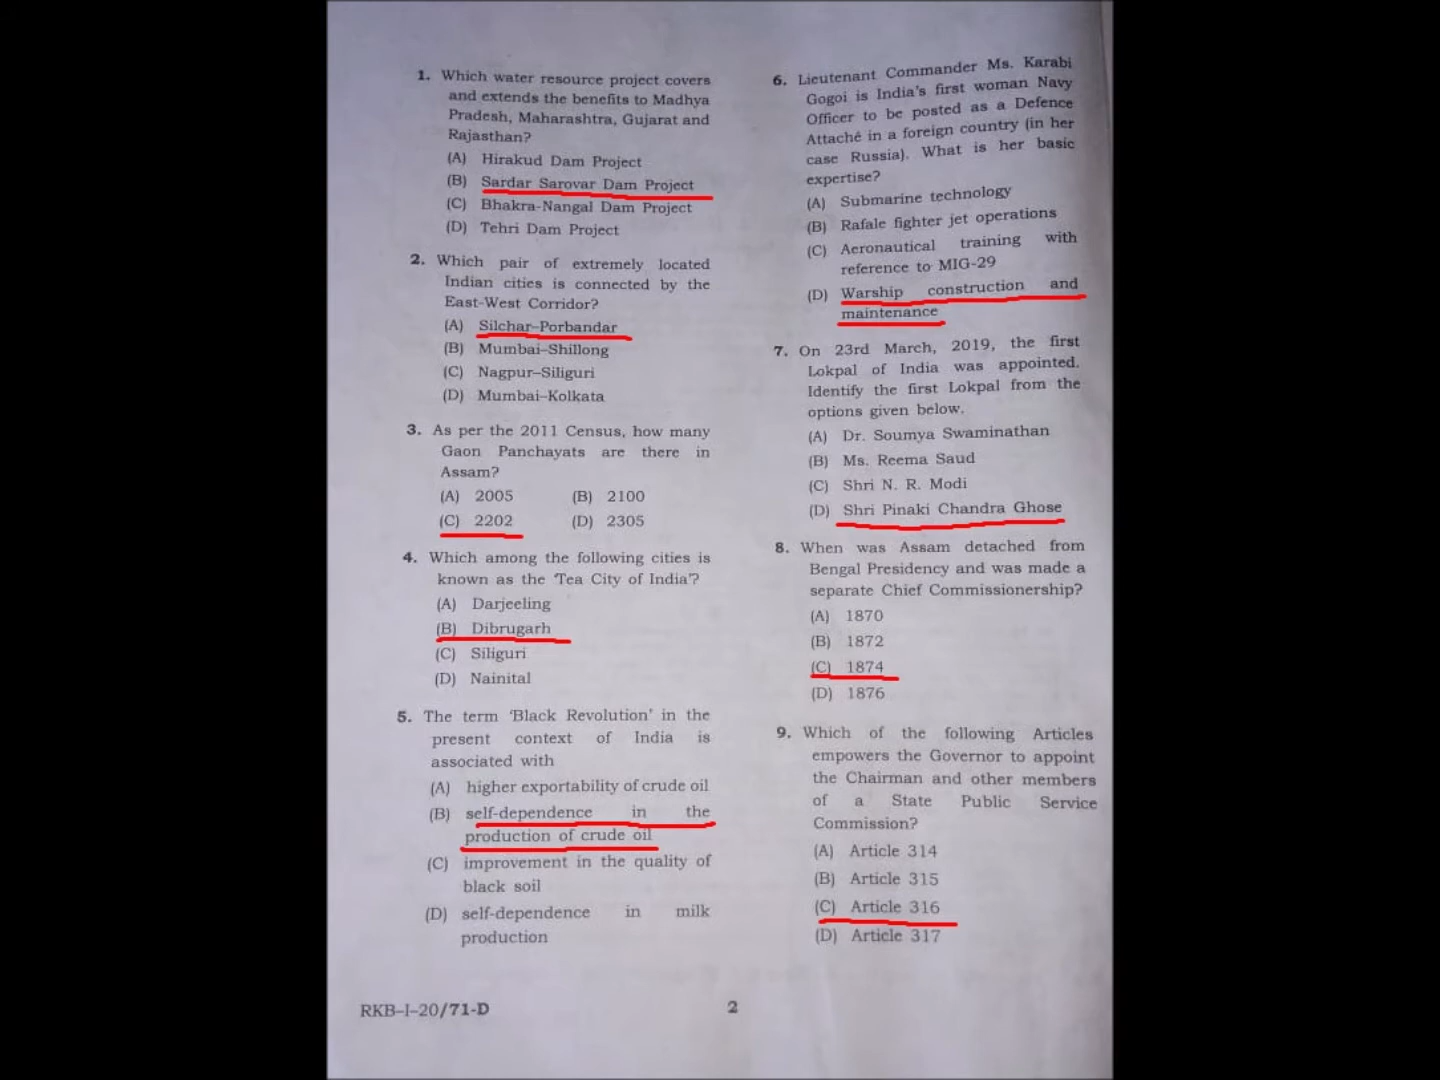 1. Which water resource project covers
and extends the benefits to Madhya
Pradesh, Maharashtra, Gujarat and
Rajasthan?
(A) Hirakud Dam Project
(B) Sardar Sarovar Dam Project
(C) Bhakra-Nangal Dam Project
(D) Tehri Dam Project
2. Which pair of extremely located
Indian cities is connected by the
East-West Corridor?
(A) Silchar–Porbandar
(B) Mumbai–Shillong
(C) Nagpur–Siliguri
(D) Mumbai–Kolkata
3. As per the 2011 Census, how many
Gaon Panchayats are there in
Assam?
(A) 2005 (B) 2100
(C) 2202 (D) 2305
4. Which among the following cities is
known as the 'Tea City of India'?
(A) Darjeeling
(B) Dibrugarh
(C) Siliguri
(D) Nainital
5. The term 'Black Revolution' in the
present context of India is
associated with
(A) higher exportability of crude oil
(B) self-dependence in the
production of crude oil
(C) improvement in the quality of
black soil
(D) self-dependence in milk
production
6. Lieutenant Commander Ms. Karabi
Gogoi is India's first woman Navy
Officer to be posted as a Defence
Attaché in a foreign country (in her
case Russia). What is her basic
expertise?
(A) Submarine technology
(B) Rafale fighter jet operations
(C) Aeronautical training with
reference to MIG-29
(D) Warship construction and
maintenance
7. On 23rd March, 2019, the first
Lokpal of India was appointed.
Identify the first Lokpal from the
options given below.
(A) Dr. Soumya Swaminathan
(B) Ms. Reema Saud
(C) Shri N. R. Modi
(D) Shri Pinaki Chandra Ghose
8. When was Assam detached from
Bengal Presidency and was made a
separate Chief Commissionership?
(A) 1870
(B) 1872
(C) 1874
(D) 1876
9. Which of the following Articles
empowers the Governor to appoint
the Chairman and other members
of a State Public Service
Commission?
(A) Article 314
(B) Article 315
(C) Article 316
(D) Article 317
RKB–I–20/71-D
2